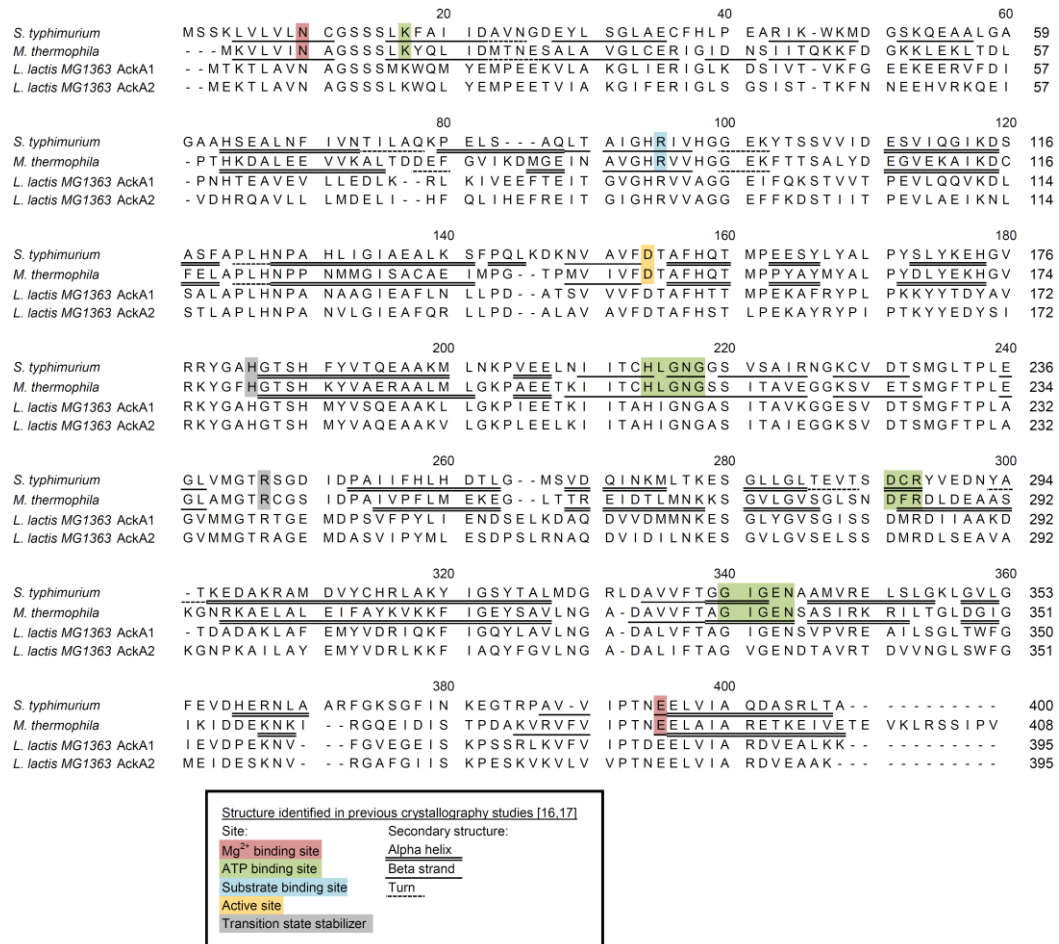 20 40 60
S. typhimurium MSSKLVLVLN CGSSSLKFAI IDAVNGDEYL SGLAECFHLP EARIK-WKMD GSKQEAALGA 59
M. thermophila ---MKVLVIN AGSSSLKYQL IDMTNESALA VGLCERIGID NSIITQKKFD GKKLEKLTDL 57
L. lactis MG1363 AckA1 --MTKTLAVN AGSSSMKWQM YEMPEEKVLA KGLIERIGLK DSIVT-VKFG EEKEERVFDI 57
L. lactis MG1363 AckA2 --MEKTLAVN AGSSSLKWQL YEMPEETVIA KGIFERIGLS GSIST-TKFN NEEHVRKQEI 57
80 100 120
S. typhimurium GAAHSEALNF IVNTILAQKP ELS---AQLT AIGHRIVHGG EKYTSSVVID ESVIQGIKDS 116
M. thermophila -PTHKDALEE VVKALTDDEF GVIKDMGEIN AVGHRVVHGG EKFTTSALYD EGVEKAIKDC 116
L. lactis MG1363 AckA1 -PNHTEAVEV LLEDLK--RL KIVEEFTEIT GVGHRVVAGG EIFQKSTVVT PEVLQQVKDL 114
L. lactis MG1363 AckA2 -VDHRQAVLL LMDELI--HF QLIHEFREIT GIGHRVVAGG EFFKDSTIIT PEVLAEIKNL 114
140 160 180
S. typhimurium ASFAPLHNPA HLIGIAEALK SFPQLKDKNV AVFDTAFHQT MPEESYLYAL PYSLYKEHGV 176
M. thermophila FELAPLHNPP NMMGISACAE IMPG-TPMVI VFDTAFHQT MPPYAYMYAL PYDLYEKHGV 174
L. lactis MG1363 AckA1 SALAPLHNPA NAAGIEAFLN LLPD--ATSV VVFDTAFHTT MPEKAFRYPL PKKYYTDYAV 172
L. lactis MG1363 AckA2 STLAPLHNPA NVLGIEAFQR LLPD--ALAV AVFDTAFHST LPEKAYRYPI PTKYYEDYSI 172
200 220 240
S. typhimurium RRYGAHGTSH FYVTQEAAKM LNKPVEELNI ITCHLGNGGS VSAIRNGKCV DTSMGLTPLE 236
M. thermophila RKYGFHGTSH KYVAERAALM LGKPAEETKI ITCHLGNGSS ITAVEGGKSV ETSMGFTPLE 234
L. lactis MG1363 AckA1 RKYGAHGTSH MYVSQEAAKL LGKPIEETKI ITAHIGNGAS ITAVKGGESV DTSMGFTPLA 232
L. lactis MG1363 AckA2 RKYGAHGTSH MYVAQEAAKV LGKPLEELKI ITAHIGNGAS ITAIEGGKSV DTSMGFTPLA 232
260 280 300
S. typhimurium GLVMGTRSGD IDPAIIFHLH DTLG--MSVD QINKMLTKES GLLGLTEVTS DCRYVEDNYA 294
M. thermophila GLAMGTRCGS IDPAIVPFLM EKEG--LTTR EIDTLMNKKS GVLGVSGLSN DFRDLDEAAS 292
L. lactis MG1363 AckA1 GVMMGTRTGE MDPSVFPYLI ENDSELKDAQ DVVDMMNKES GLYGVSGISS DMRDIIAAKD 292
L. lactis MG1363 AckA2 GVMMGTRAGE MDASVIPYML ESDPSLRNAQ DVIDILNKES GVLGVSELSS DMRDLSEAVA 292
320 340 360
S. typhimurium -TKEDAKRAM DVYCHRLAKY IGSYTALMDG RLDAVVFTGG IGENAAMVRE LSLGKLGVLG 353
M. thermophila KGNRKAELAL EIFAYKVKKF IGEYSAVLNG A-DAVVFTAG IGENSASIRK RILTGLDGIG 351
L. lactis MG1363 AckA1 -TDADAKLAF EMYVDRIQKF IGQYLAVLNG A-DALVFTAG IGENSVPVRE AILSGLTWFG 350
L. lactis MG1363 AckA2 KGNPKAILAY EMYVDRLKKF IAQYFGVLNG A-DALIFTAG VGENDTAVRT DVVNGLSWFG 351
380 400
S. typhimurium FEVDHERNLA ARFGKSGFIN KEGTRPAV-V IPTNEELVIA QDASRLTA-- ---------- 400
M. thermophila IKIDDEKNKI -RGQEIDIS TPDAKVRVFV IPTNEELAIA RETKEIVETE VKLRSSIPV 408
L. lactis MG1363 AckA1 IEVDPEKNV- --FGVEGEIS KPSSRLKVFV IPTDEELVIA RDVEALKK-- ---------- 395
L. lactis MG1363 AckA2 MEIDESKNV- --RGAFGIIS KPESKVKVLV VPTNEELVIA RDVEAAK--- ---------- 395
Structure identified in previous crystallography studies [16,17]
Site: Secondary structure:
Mg2+ binding site Alpha helix
ATP binding site Beta strand
Substrate binding site Turn
Active site
Transition state stabilizer